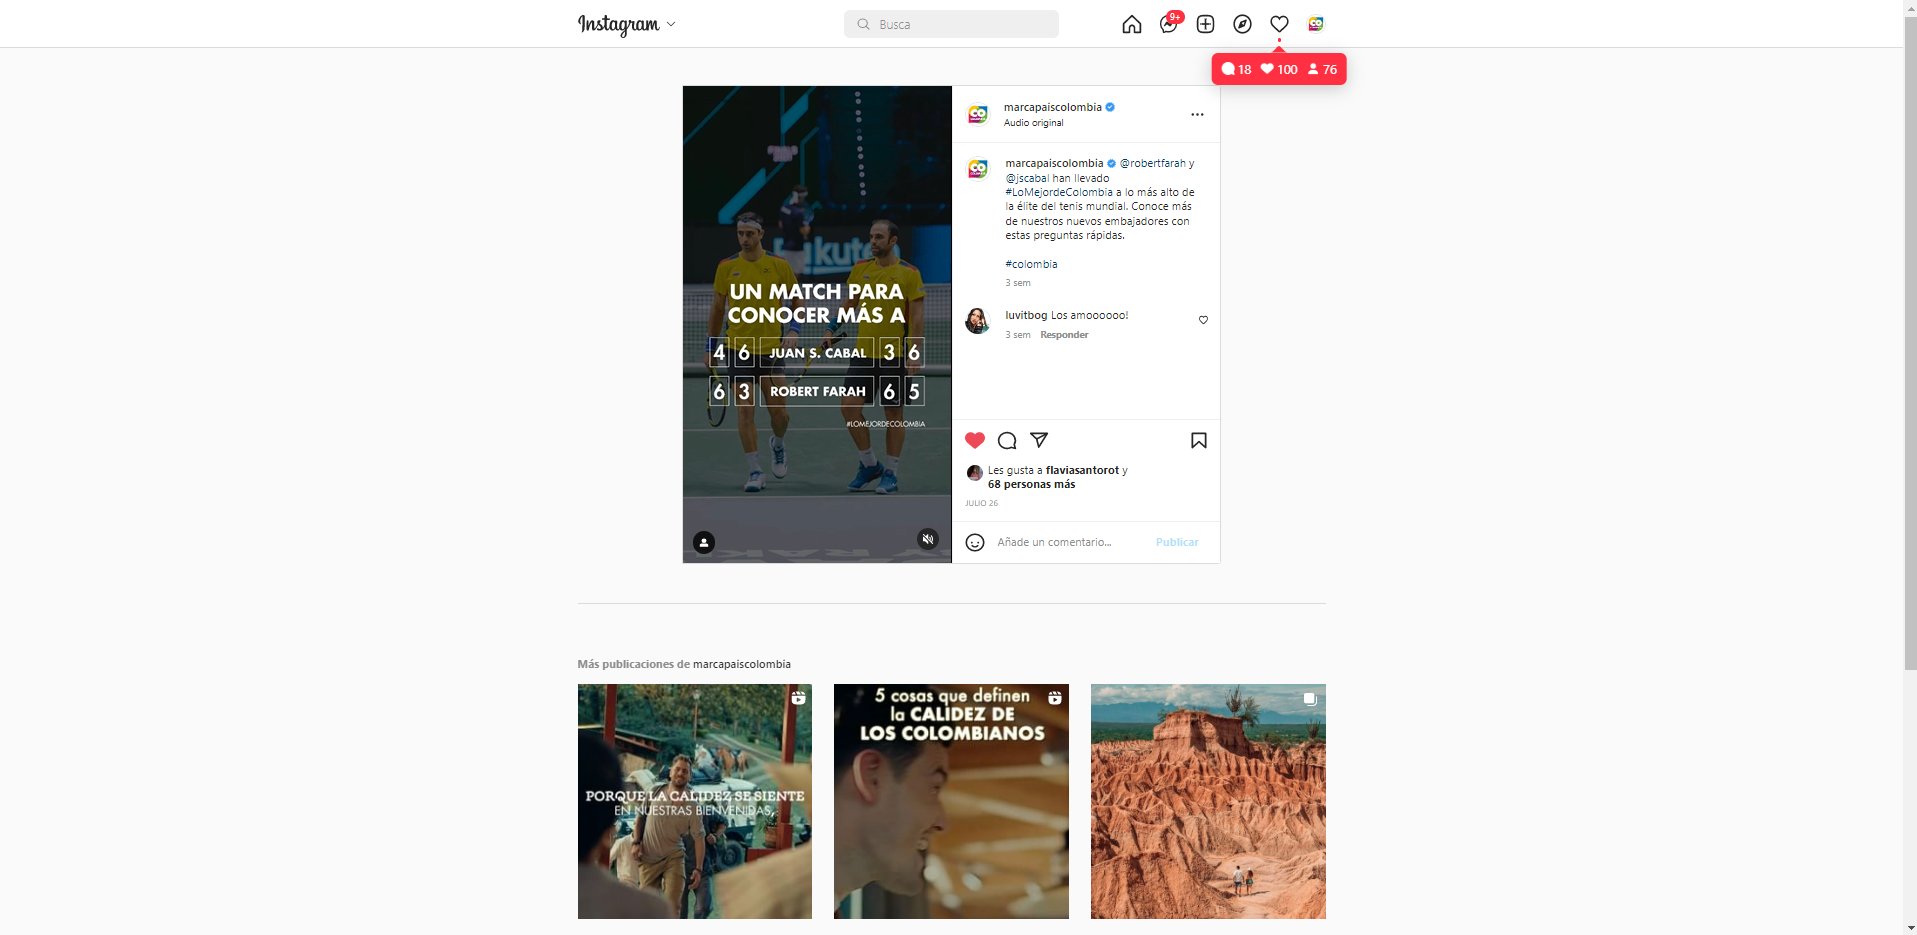 Instagram
Busca
9+
18 100 76
UN MATCH PARA
CONOCER MÁS A
4 6 JUAN S. CABAL 3 6
6 3 ROBERT FARAH 6 5
#LOMEJORDECOLOMBIA
marcapaiscolombia
Audio original
marcapaiscolombia @robertfarah y
@jscabal han llevado
#LoMejordeColombia a lo más alto de
la élite del tenis mundial. Conoce más
de nuestros nuevos embajadores con
estas preguntas rápidas.
#colombia
3 sem
luvitbog Los amoooooo!
3 sem Responder
Les gusta a flaviasantorot y
68 personas más
JULIO 26
Añade un comentario... Publicar
Más publicaciones de marcapaiscolombia
PORQUE LA CALIDEZ SE SIENTE
EN NUESTRAS BIENVENIDAS,
5 cosas que definen
la CALIDEZ DE
LOS COLOMBIANOS